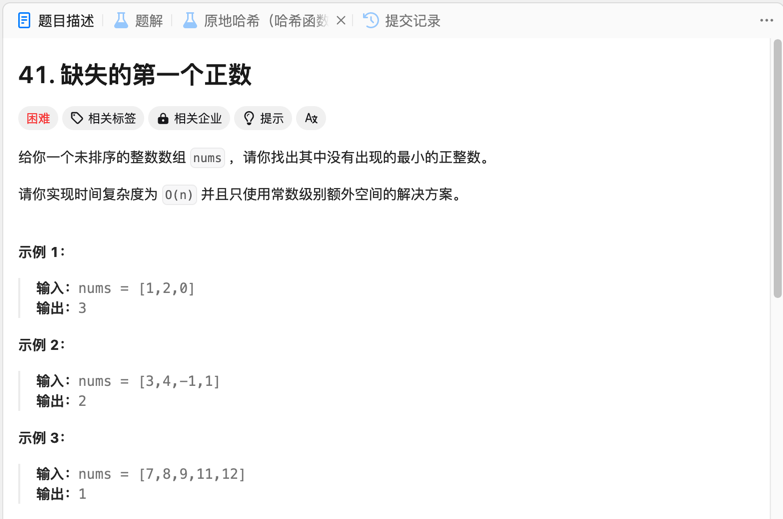 题目描述 题解 原地哈希（哈希函数 提交记录
41. 缺失的第一个正数
困难 相关标签 相关企业 提示
给你一个未排序的整数数组 nums ，请你找出其中没有出现的最小的正整数。
请你实现时间复杂度为 O(n) 并且只使用常数级别额外空间的解决方案。
示例 1：
输入：nums = [1,2,0]
输出：3
示例 2：
输入：nums = [3,4,-1,1]
输出：2
示例 3：
输入：nums = [7,8,9,11,12]
输出：1